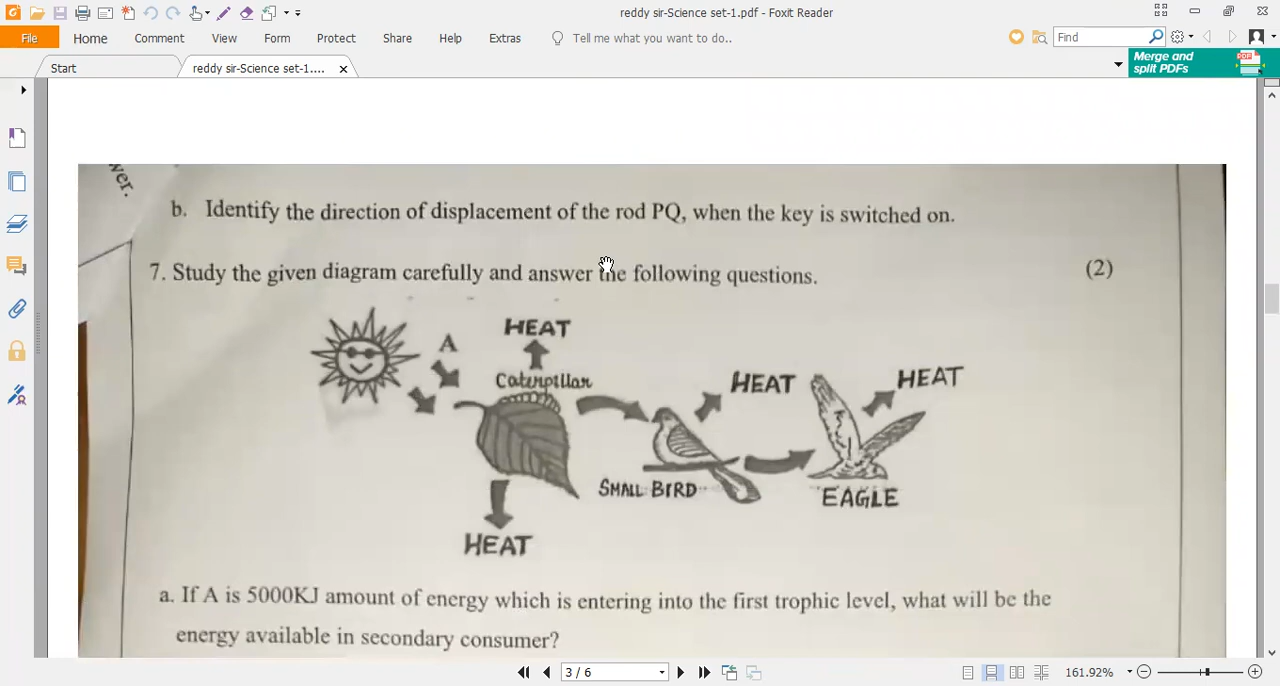 reddy sir-Science set-1.pdf - Foxit Reader
File Home Comment View Form Protect Share Help Extras Tell me what you want to do.. Find
Start reddy sir-Science set-1.... Merge and split PDFs
wer.
b. Identify the direction of displacement of the rod PQ, when the key is switched on.
7. Study the given diagram carefully and answer the following questions. (2)
A
HEAT
Caterpillar
HEAT
HEAT
SMALL BIRD
EAGLE
HEAT
a. If A is 5000KJ amount of energy which is entering into the first trophic level, what will be the
energy available in secondary consumer?
3 / 6
161.92%